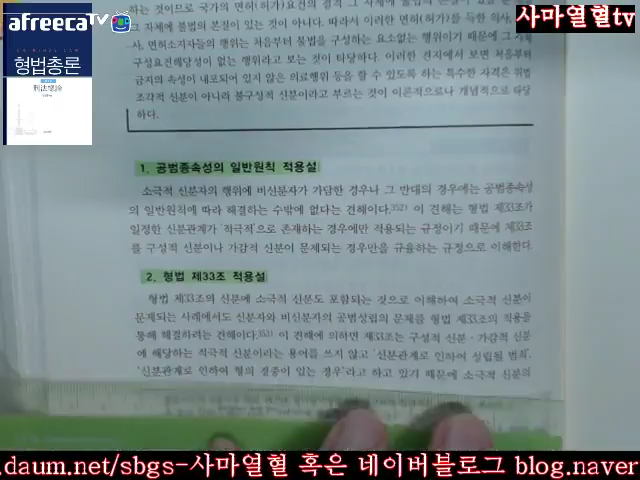 afreecaTV
사마열혈tv
형법총론
刑法總論
하는 것이므로 국가의 면허(허가)요건의
그 자체에 불법의 본질이 있는 것이 아니다. 따라서 이러한 면허(허가)를 득한 의사,
사, 면허소지자들의 행위는 처음부터 불법을 구성하는 요소없는 행위이기 때문에 그
구성요건해당성이 없는 행위라고 보는 것이 타당하다. 이러한 견지에서 보면 처음부터
금지의 속성이 내포되어 있지 않은 의료행위 등을 할 수 있도록 하는 특수한 자격은 위법
조각적 신분이 아니라 불구성적 신분이라고 부르는 것이 이론적으로나 개념적으로 타당
하다.
1. 공범종속성의 일반원칙 적용설
소극적 신분자의 행위에 비신분자가 가담한 경우나 그 반대의 경우에는 공범종속성
의 일반원칙에 따라 해결하는 수밖에 없다는 견해이다.352) 이 견해는 형법 제33조가
일정한 신분관계가 '적극적'으로 존재하는 경우에만 적용되는 규정이기 때문에 제33조
를 구성적 신분이나 가감적 신분이 문제되는 경우만을 규율하는 규정으로 이해한다.
2. 형법 제33조 적용설
형법 제33조의 신분에 소극적 신분도 포함되는 것으로 이해하여 소극적 신분이
문제되는 사례에서도 신분자와 비신분자의 공범성립의 문제를 형법 제33조의 적용을
통해 해결하려는 견해이다.353) 이 견해에 의하면 제33조는 구성적 신분·가감적 신분
에 해당하는 적극적 신분이라는 용어를 쓰지 않고 '신분관계로 인하여 성립될 범죄',
'신분관계로 인하여 형의 경중이 있는 경우'라고 하고 있기 때문에 소극적 신분의
.daum.net/sbgs-사마열혈 혹은 네이버블로그 blog.naver